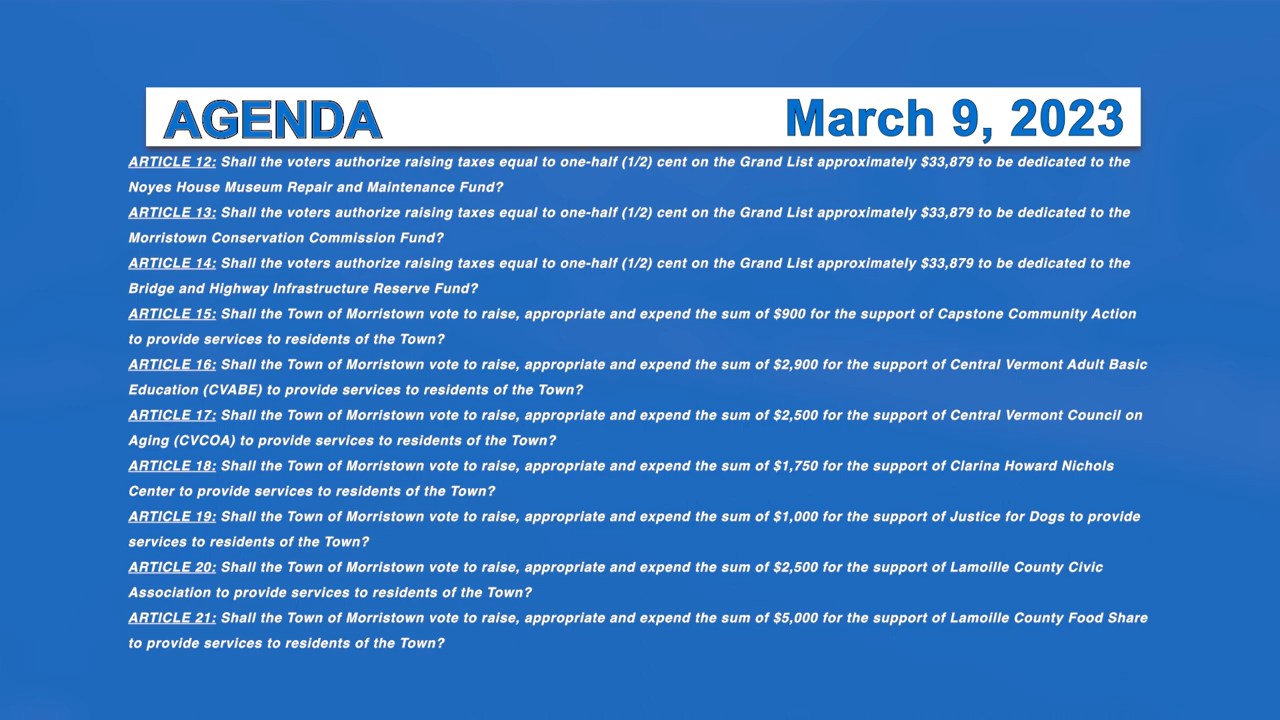 AGENDA March 9, 2023
ARTICLE 12: Shall the voters authorize raising taxes equal to one-half (1/2) cent on the Grand List approximately $33,879 to be dedicated to the
Noyes House Museum Repair and Maintenance Fund?
ARTICLE 13: Shall the voters authorize raising taxes equal to one-half (1/2) cent on the Grand List approximately $33,879 to be dedicated to the
Morristown Conservation Commission Fund?
ARTICLE 14: Shall the voters authorize raising taxes equal to one-half (1/2) cent on the Grand List approximately $33,879 to be dedicated to the
Bridge and Highway Infrastructure Reserve Fund?
ARTICLE 15: Shall the Town of Morristown vote to raise, appropriate and expend the sum of $900 for the support of Capstone Community Action
to provide services to residents of the Town?
ARTICLE 16: Shall the Town of Morristown vote to raise, appropriate and expend the sum of $2,900 for the support of Central Vermont Adult Basic
Education (CVABE) to provide services to residents of the Town?
ARTICLE 17: Shall the Town of Morristown vote to raise, appropriate and expend the sum of $2,500 for the support of Central Vermont Council on
Aging (CVCOA) to provide services to residents of the Town?
ARTICLE 18: Shall the Town of Morristown vote to raise, appropriate and expend the sum of $1,750 for the support of Clarina Howard Nichols
Center to provide services to residents of the Town?
ARTICLE 19: Shall the Town of Morristown vote to raise, appropriate and expend the sum of $1,000 for the support of Justice for Dogs to provide
services to residents of the Town?
ARTICLE 20: Shall the Town of Morristown vote to raise, appropriate and expend the sum of $2,500 for the support of Lamoille County Civic
Association to provide services to residents of the Town?
ARTICLE 21: Shall the Town of Morristown vote to raise, appropriate and expend the sum of $5,000 for the support of Lamoille County Food Share
to provide services to residents of the Town?